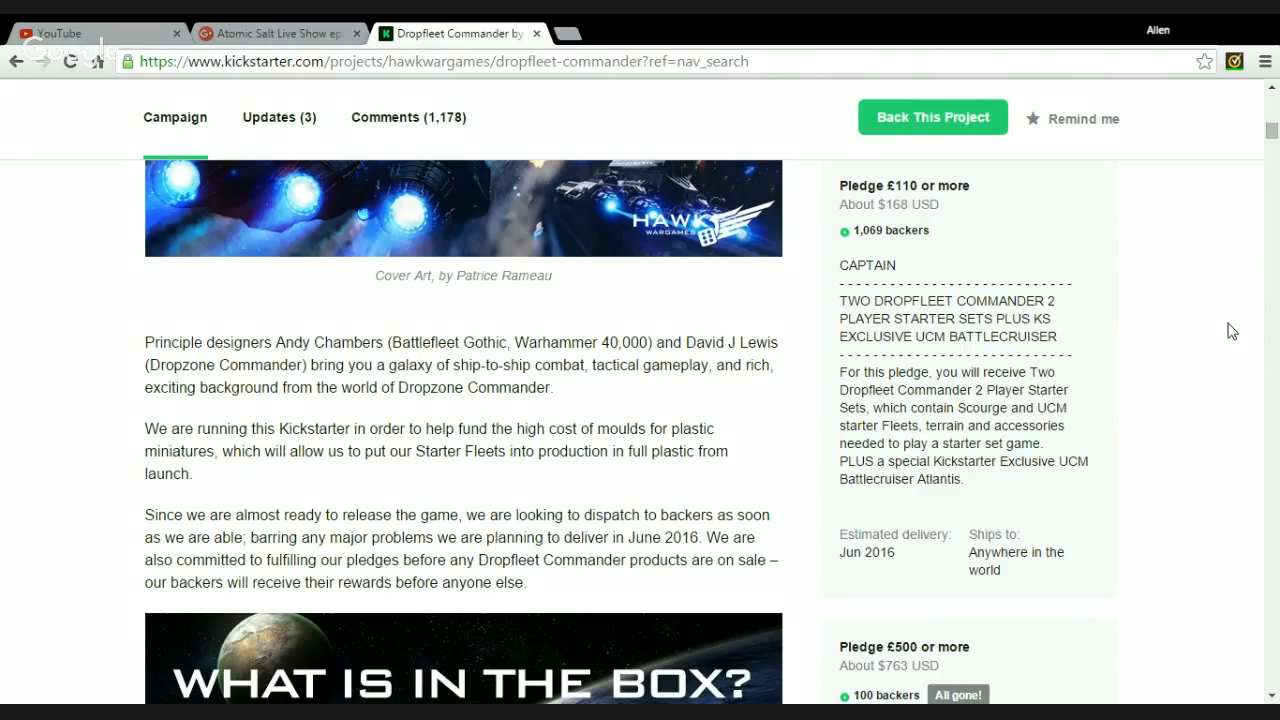 YouTube
Atomic Salt Live Show ep.
Dropfleet Commander by
Allen
Google
https://www.kickstarter.com/projects/hawkwargames/dropfleet-commander?ref=nav_search
Campaign
Updates (3)
Comments (1,178)
Back This Project
Remind me
HAWK
WARGAMES
Cover Art, by Patrice Rameau
Principle designers Andy Chambers (Battlefleet Gothic, Warhammer 40,000) and David J Lewis
(Dropzone Commander) bring you a galaxy of ship-to-ship combat, tactical gameplay, and rich,
exciting background from the world of Dropzone Commander.
We are running this Kickstarter in order to help fund the high cost of moulds for plastic
miniatures, which will allow us to put our Starter Fleets into production in full plastic from
launch.
Since we are almost ready to release the game, we are looking to dispatch to backers as soon
as we are able; barring any major problems we are planning to deliver in June 2016. We are
also committed to fulfilling our pledges before any Dropfleet Commander products are on sale –
our backers will receive their rewards before anyone else.
WHAT IS IN THE BOX?
Pledge £110 or more
About $168 USD
1,069 backers
CAPTAIN
- - - - - - - - - - - - - - - - - - - - - - - - - - - -
TWO DROPFLEET COMMANDER 2
PLAYER STARTER SETS PLUS KS
EXCLUSIVE UCM BATTLECRUISER
- - - - - - - - - - - - - - - - - - - - - - - - - - - -
For this pledge, you will receive Two
Dropfleet Commander 2 Player Starter
Sets, which contain Scourge and UCM
starter Fleets, terrain and accessories
needed to play a starter set game.
PLUS a special Kickstarter Exclusive UCM
Battlecruiser Atlantis.
Estimated delivery:
Jun 2016
Ships to:
Anywhere in the
world
Pledge £500 or more
About $763 USD
100 backers
All gone!